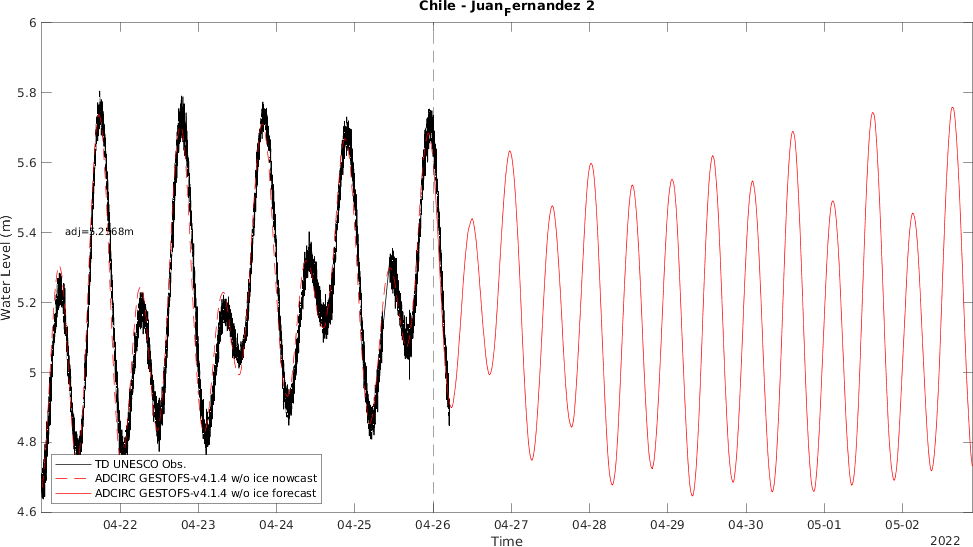 Chile - JuanFernandez 2
6
5.8
5.6
5.4
5.2
5
4.8
4.6
Water Level (m)
adj=5.2568m
TD UNESCO Obs.
ADCIRC GESTOFS-v4.1.4 w/o ice nowcast
ADCIRC GESTOFS-v4.1.4 w/o ice forecast
04-22 04-23 04-24 04-25 04-26 04-27 04-28 04-29 04-30 05-01 05-02
Time
2022